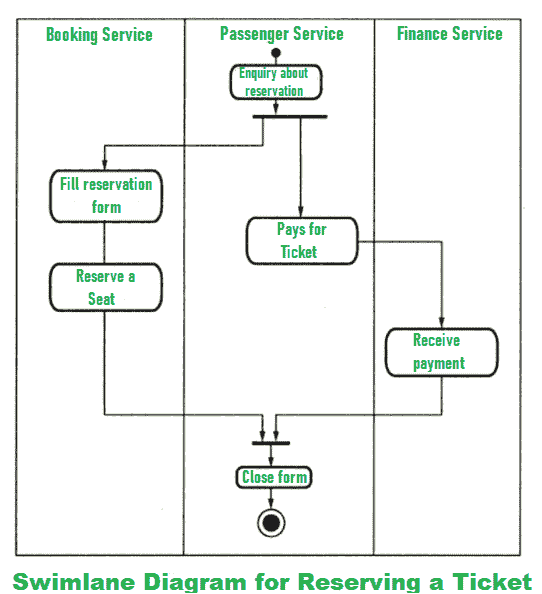 Booking Service
Passenger Service
Finance Service
Enquiry about
reservation
Fill reservation
form
Pays for
Ticket
Reserve a
Seat
Receive
payment
Close form
Swimlane Diagram for Reserving a Ticket